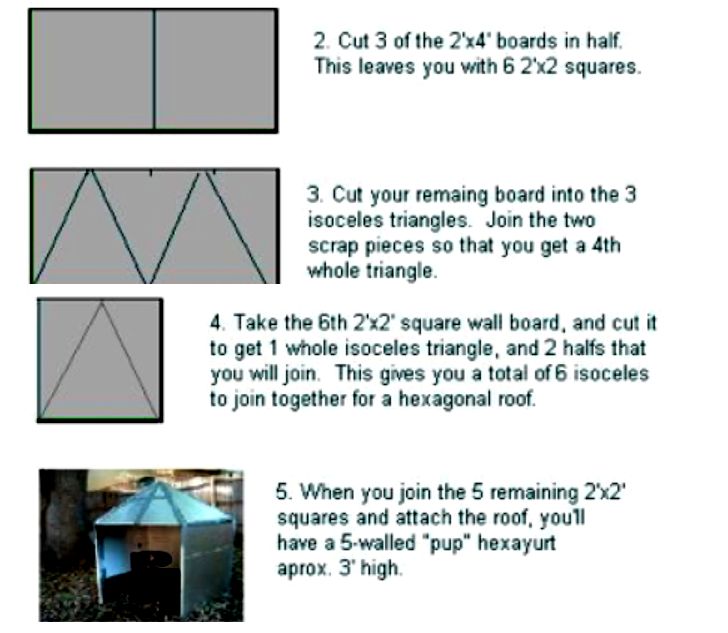 2. Cut 3 of the 2'x4' boards in half.
This leaves you with 6 2'x2 squares.
3. Cut your remaing board into the 3
isoceles triangles. Join the two
scrap pieces so that you get a 4th
whole triangle.
4. Take the 6th 2'x2' square wall board, and cut it
to get 1 whole isoceles triangle, and 2 halfs that
you will join. This gives you a total of 6 isoceles
to join together for a hexagonal roof.
5. When you join the 5 remaining 2'x2'
squares and attach the roof, you'll
have a 5-walled "pup" hexayurt
aprox. 3' high.